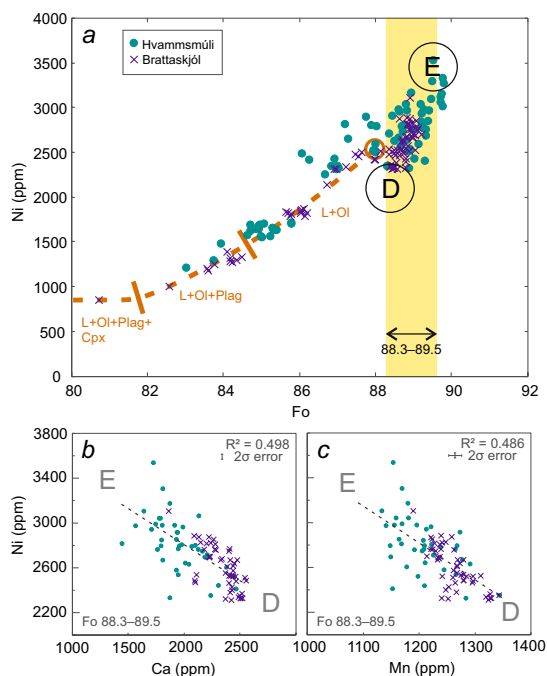 a
Hvammsmúli
Brattaskjól
E
D
L+Ol
L+Ol+Plag
L+Ol+Plag+
Cpx
88.3–89.5
Ni (ppm)
4000
3500
3000
2500
2000
1500
1000
500
0
80 82 84 86 88 90 92
Fo
b
R² = 0.498
2σ error
E
D
Fo 88.3–89.5
Ni (ppm)
3800
3400
3000
2600
2200
1000 1500 2000 2500 3000
Ca (ppm)
c
R² = 0.486
2σ error
E
D
Fo 88.3–89.5
1000 1100 1200 1300 1400
Mn (ppm)